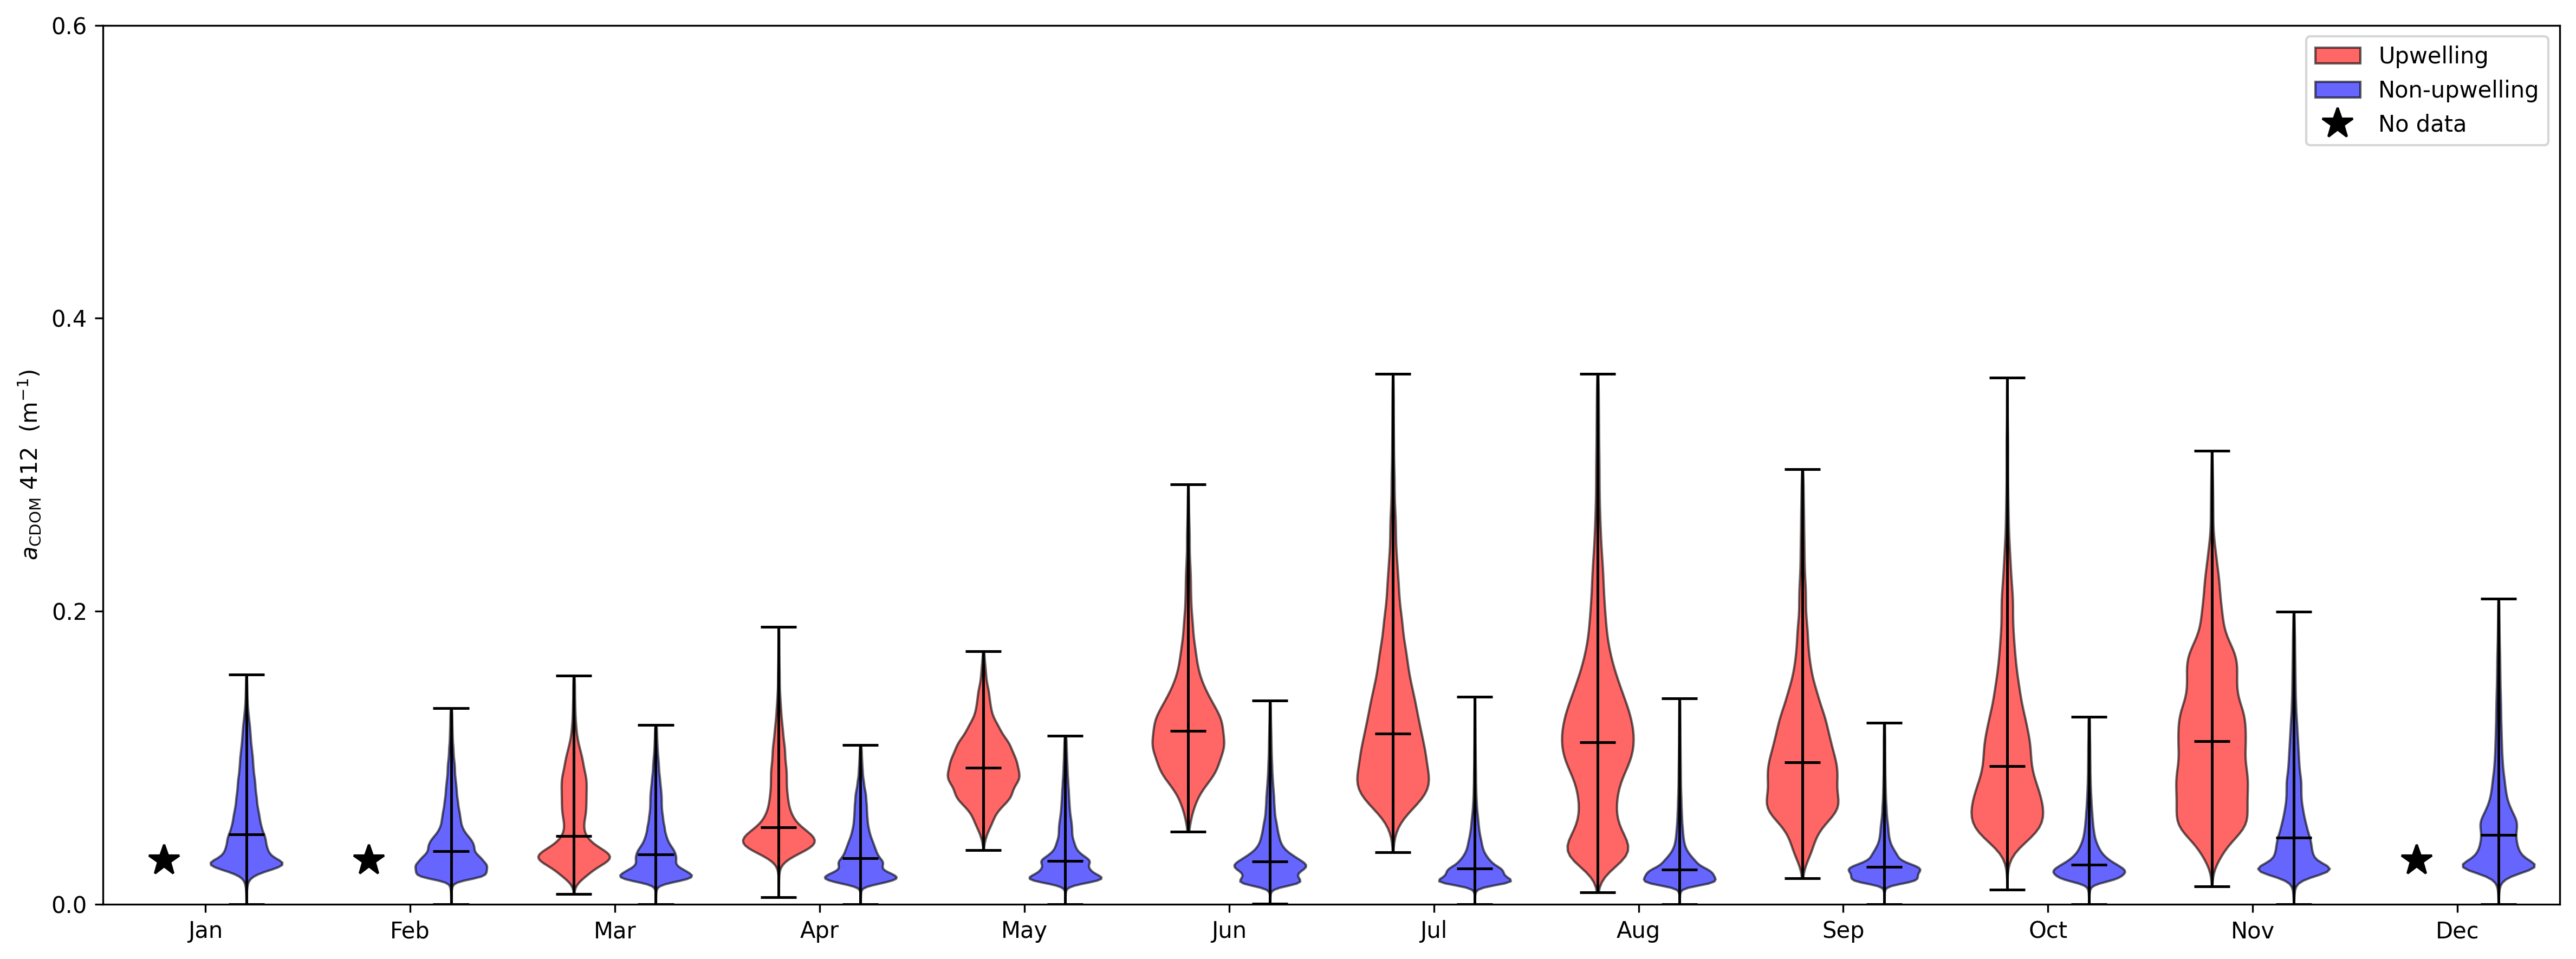 0.6
0.4
0.2
0.0
aCDOM 412 (m⁻¹)
Upwelling
Non-upwelling
No data
Jan Feb Mar Apr May Jun Jul Aug Sep Oct Nov Dec